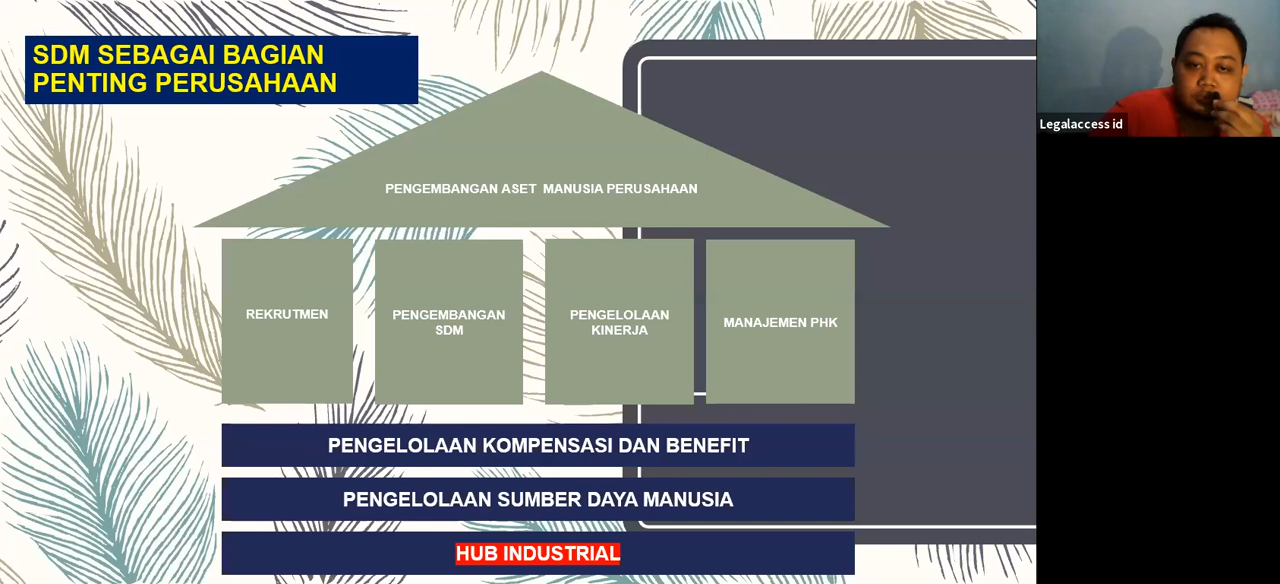 SDM SEBAGAI BAGIAN
PENTING PERUSAHAAN
PENGEMBANGAN ASET MANUSIA PERUSAHAAN
REKRUTMEN
PENGEMBANGAN
SDM
PENGELOLAAN
KINERJA
MANAJEMEN PHK
PENGELOLAAN KOMPENSASI DAN BENEFIT
PENGELOLAAN SUMBER DAYA MANUSIA
HUB INDUSTRIAL
Legalaccess id